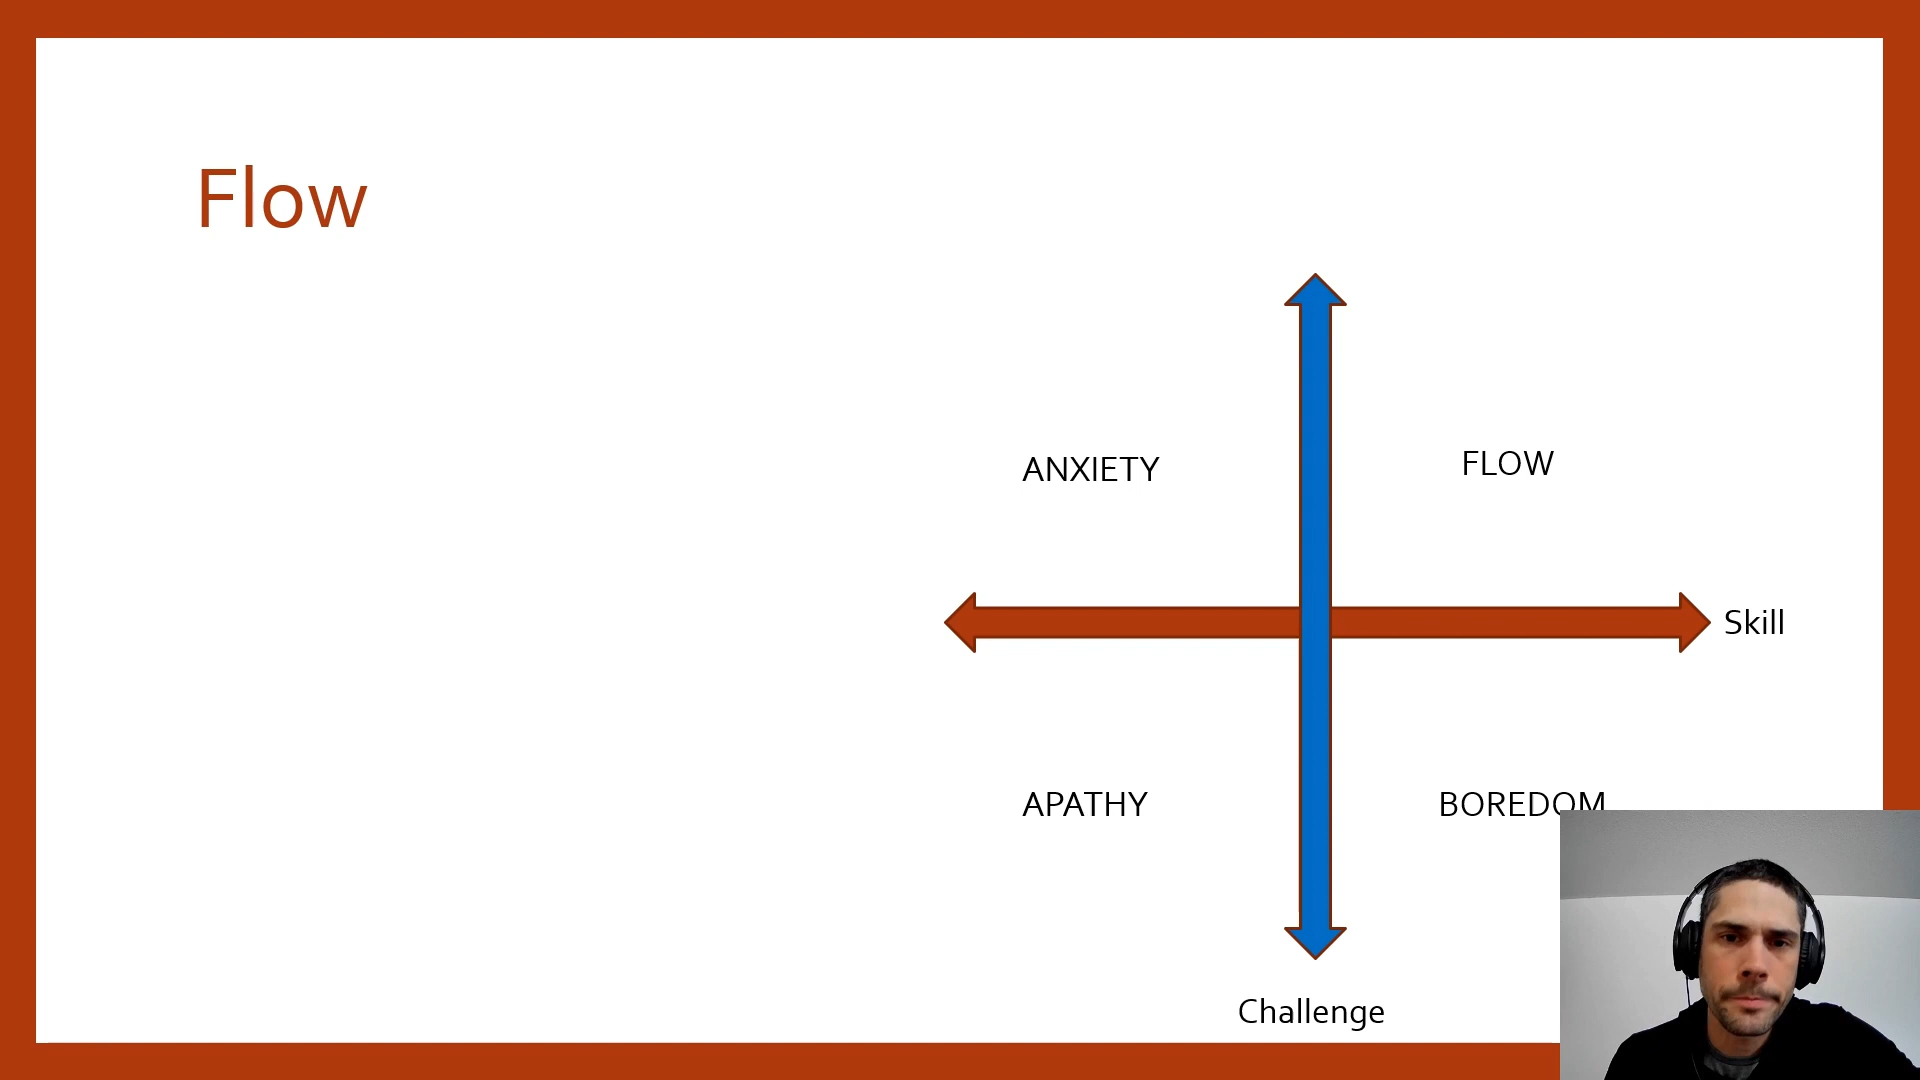 Flow
ANXIETY
FLOW
Skill
APATHY
BOREDOM
Challenge